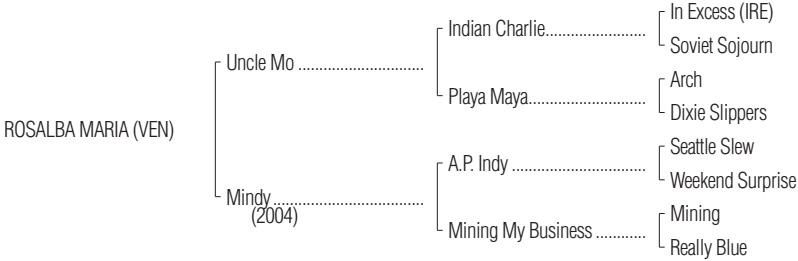 In Excess (IRE)
Indian Charlie.........................
Soviet Sojourn
Uncle Mo ...............................
Arch
Playa Maya.............................
Dixie Slippers
ROSALBA MARIA (VEN)
Seattle Slew
A.P. Indy .................................
Weekend Surprise
Mindy.....................................
(2004)
Mining
Mining My Business ............
Really Blue